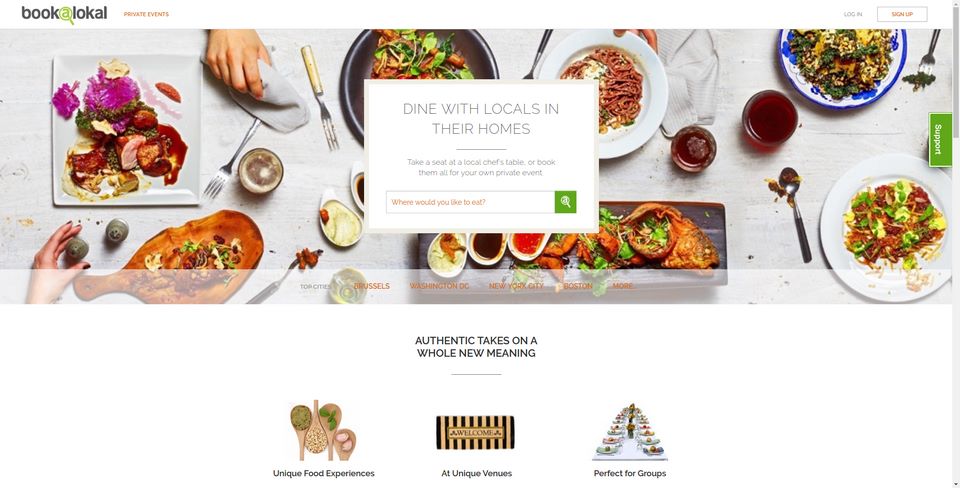 book@lokal
PRIVATE EVENTS
LOG IN
SIGN UP
DINE WITH LOCALS IN
THEIR HOMES
Take a seat at a local chef's table, or book
them all for your own private event
Where would you like to eat?
Support
TOP CITIES
BRUSSELS
WASHINGTON DC
NEW YORK CITY
BOSTON
MORE...
AUTHENTIC TAKES ON A
WHOLE NEW MEANING
WELCOME
Unique Food Experiences
At Unique Venues
Perfect for Groups